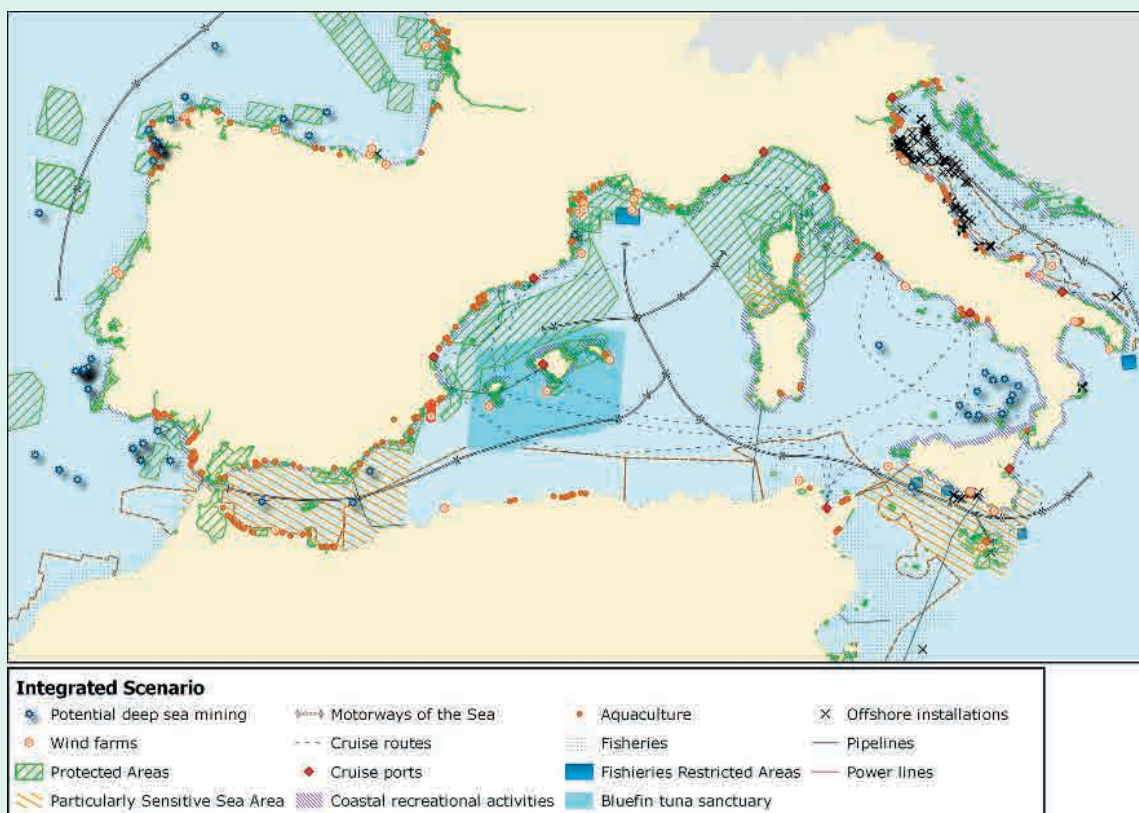 Integrated Scenario
Potential deep sea mining
Motorways of the Sea
Aquaculture
Offshore installations
Wind farms
Cruise routes
Fisheries
Pipelines
Protected Areas
Cruise ports
Fishieries Restricted Areas
Power lines
Particularly Sensitive Sea Area
Coastal recreational activities
Bluefin tuna sanctuary